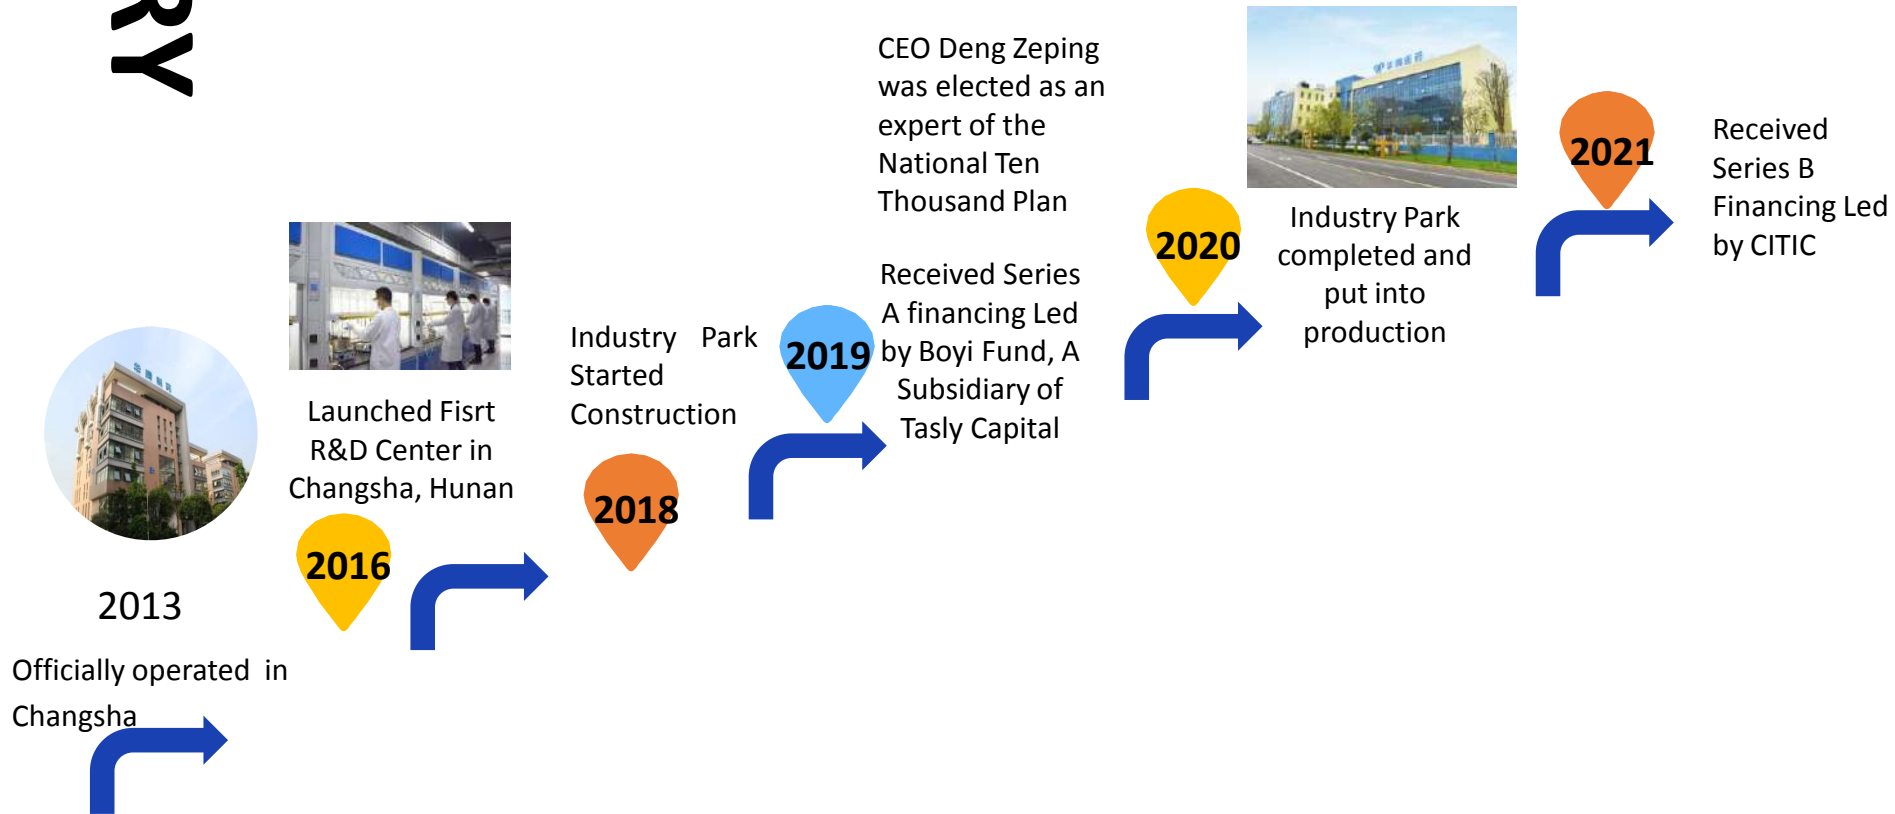 RY
2013
Officially operated in
Changsha
Launched Fisrt
R&D Center in
Changsha, Hunan
2016
Industry Park
Started
Construction
2018
2019
CEO Deng Zeping
was elected as an
expert of the
National Ten
Thousand Plan
Received Series
A financing Led
by Boyi Fund, A
Subsidiary of
Tasly Capital
2020
Industry Park
completed and
put into
production
2021
Received
Series B
Financing Led
by CITIC